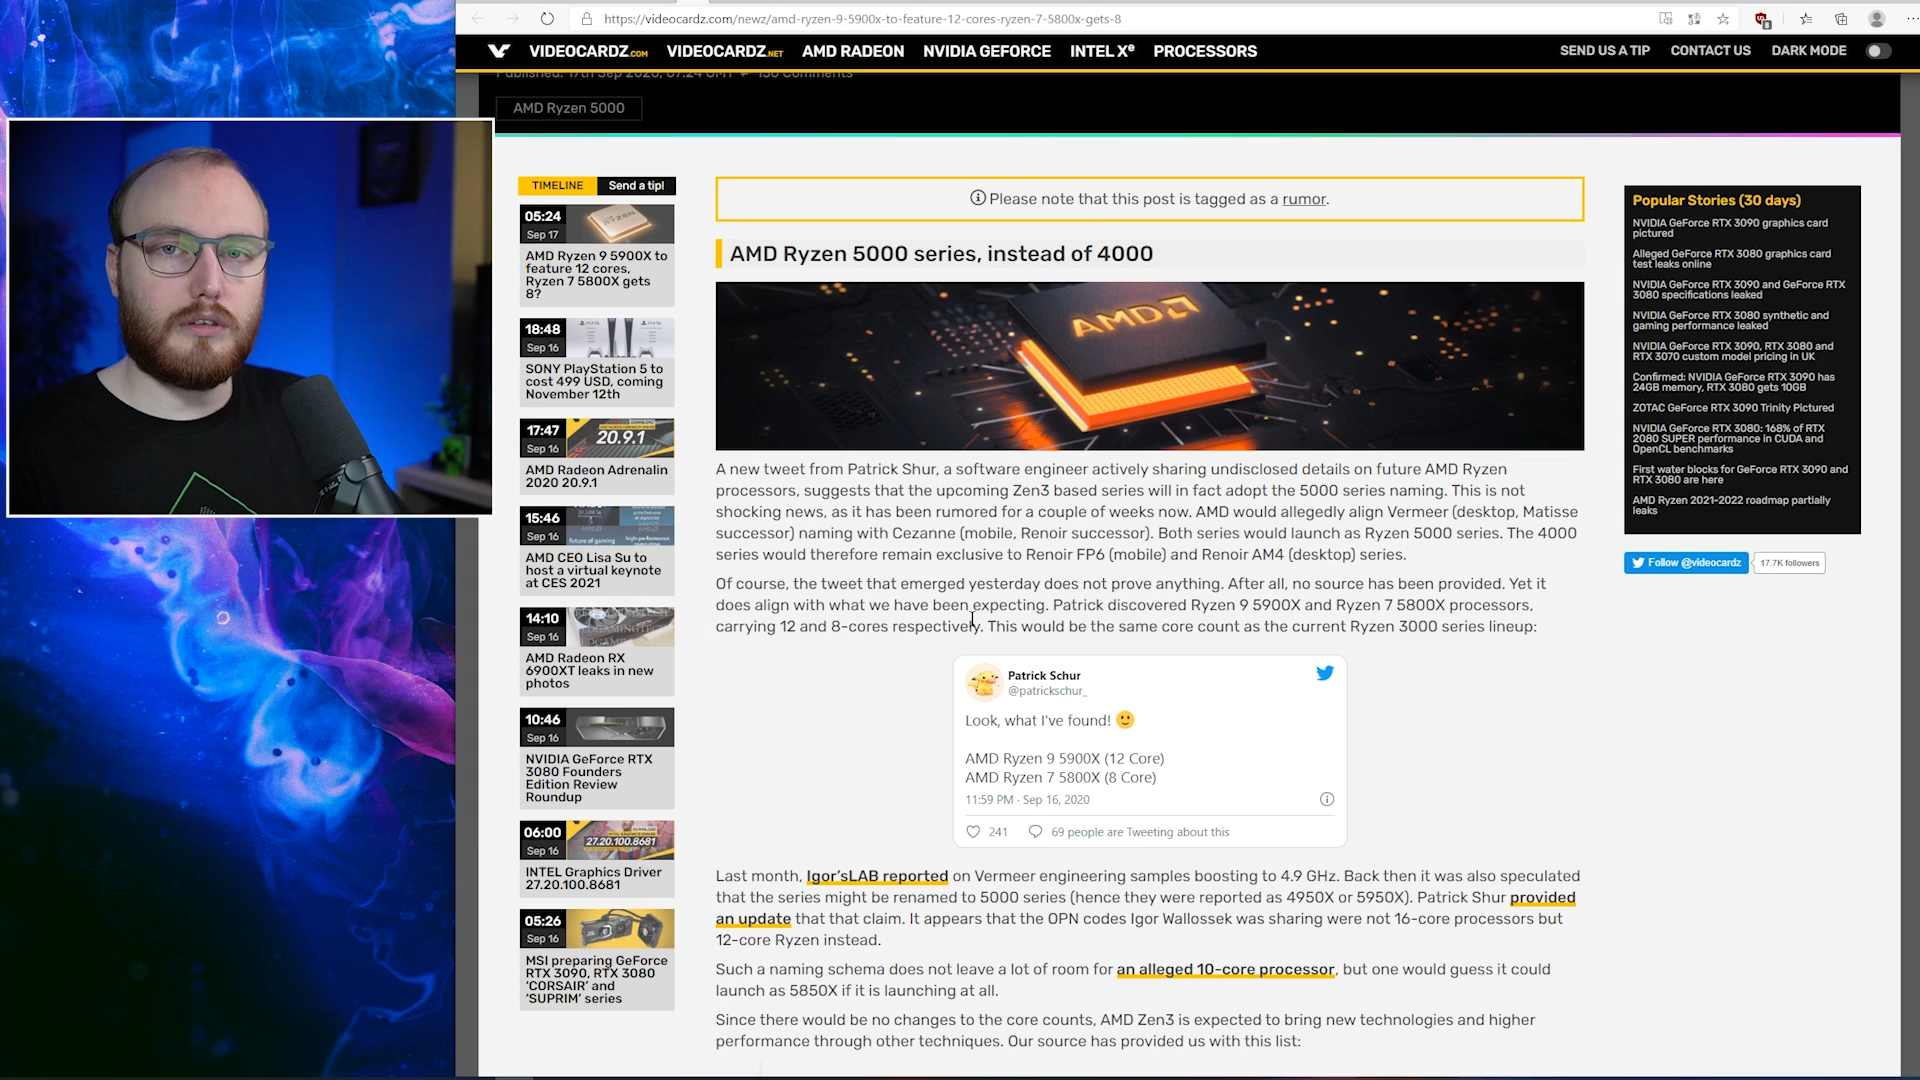 https://videocardz.com/newz/amd-ryzen-9-5900x-to-feature-12-cores-ryzen-7-5800x-gets-8
VIDEOCARDZ.COM VIDEOCARDZ.NET AMD RADEON NVIDIA GEFORCE INTEL Xe PROCESSORS SEND US A TIP CONTACT US DARK MODE
Published: 17th Sep 2020, 07:24 GMT 130 Comments
AMD Ryzen 5000
TIMELINE Send a tip!
05:24
Sep 17
RYZEN
AMD Ryzen 9 5900X to
feature 12 cores,
Ryzen 7 5800X gets
8?
18:48
Sep 16
SONY PlayStation 5 to
cost 499 USD, coming
November 12th
17:47
Sep 16
20.9.1
AMD Radeon Adrenalin
2020 20.9.1
15:46
Sep 16
AMD CEO Lisa Su to
host a virtual keynote
at CES 2021
14:10
Sep 16
AMD Radeon RX
6900XT leaks in new
photos
10:46
Sep 16
NVIDIA GeForce RTX
3080 Founders
Edition Review
Roundup
06:00
Sep 16
27.20.100.8681
INTEL Graphics Driver
27.20.100.8681
05:26
Sep 16
MSI preparing GeForce
RTX 3090, RTX 3080
‘CORSAIR’ and
‘SUPRIM’ series
Please note that this post is tagged as a rumor.
AMD Ryzen 5000 series, instead of 4000
AMD
A new tweet from Patrick Shur, a software engineer actively sharing undisclosed details on future AMD Ryzen
processors, suggests that the upcoming Zen3 based series will in fact adopt the 5000 series naming. This is not
shocking news, as it has been rumored for a couple of weeks now. AMD would allegedly align Vermeer (desktop, Matisse
successor) naming with Cezanne (mobile, Renoir successor). Both series would launch as Ryzen 5000 series. The 4000
series would therefore remain exclusive to Renoir FP6 (mobile) and Renoir AM4 (desktop) series.
Of course, the tweet that emerged yesterday does not prove anything. After all, no source has been provided. Yet it
does align with what we have been expecting. Patrick discovered Ryzen 9 5900X and Ryzen 7 5800X processors,
carrying 12 and 8-cores respectively. This would be the same core count as the current Ryzen 3000 series lineup:
Patrick Schur
@patrickschur_
Look, what I've found!
AMD Ryzen 9 5900X (12 Core)
AMD Ryzen 7 5800X (8 Core)
11:59 PM · Sep 16, 2020
241 69 people are Tweeting about this
Last month, Igor’sLAB reported on Vermeer engineering samples boosting to 4.9 GHz. Back then it was also speculated
that the series might be renamed to 5000 series (hence they were reported as 4950X or 5950X). Patrick Shur provided
an update that that claim. It appears that the OPN codes Igor Wallossek was sharing were not 16-core processors but
12-core Ryzen instead.
Such a naming schema does not leave a lot of room for an alleged 10-core processor, but one would guess it could
launch as 5850X if it is launching at all.
Since there would be no changes to the core counts, AMD Zen3 is expected to bring new technologies and higher
performance through other techniques. Our source has provided us with this list:
Popular Stories (30 days)
NVIDIA GeForce RTX 3090 graphics card
pictured
Alleged GeForce RTX 3080 graphics card
test leaks online
NVIDIA GeForce RTX 3090 and GeForce RTX
3080 specifications leaked
NVIDIA GeForce RTX 3080 synthetic and
gaming performance leaked
NVIDIA GeForce RTX 3090, RTX 3080 and
RTX 3070 custom model pricing in UK
Confirmed: NVIDIA GeForce RTX 3090 has
24GB memory, RTX 3080 gets 10GB
ZOTAC GeForce RTX 3090 Trinity Pictured
NVIDIA GeForce RTX 3080: 168% of RTX
2080 SUPER performance in CUDA and
OpenCL benchmarks
First water blocks for GeForce RTX 3090 and
RTX 3080 are here
AMD Ryzen 2021-2022 roadmap partially
leaks
Follow @videocardz 17.7K followers